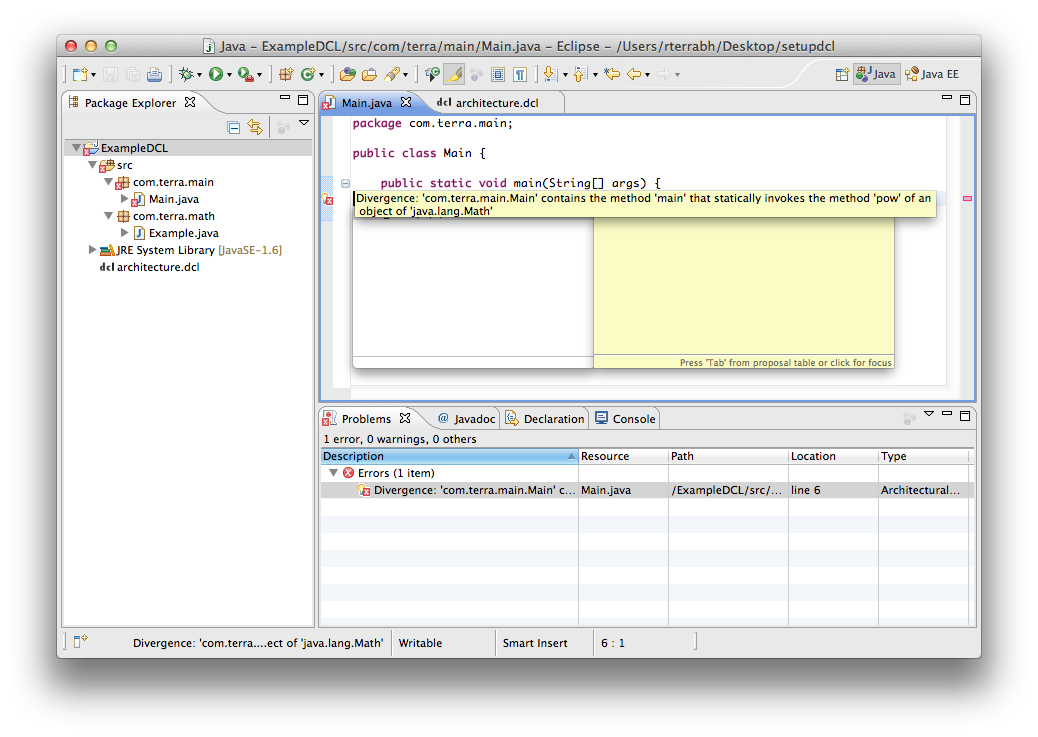 Java – ExampleDCL/src/com/terra/main/Main.java – Eclipse – /Users/rterrabh/Desktop/setupdcl
Java
Java EE
Package Explorer
ExampleDCL
src
com.terra.main
Main.java
com.terra.math
Example.java
JRE System Library [JavaSE-1.6]
dcl architecture.dcl
Main.java
dcl architecture.dcl
package com.terra.main;
public class Main {
public static void main(String[] args) {
Divergence: 'com.terra.main.Main' contains the method 'main' that statically invokes the method 'pow' of an
object of 'java.lang.Math'
Press 'Tab' from proposal table or click for focus
Problems
@ Javadoc
Declaration
Console
1 error, 0 warnings, 0 others
Description Resource Path Location Type
Errors (1 item)
Divergence: 'com.terra.main.Main' c... Main.java /ExampleDCL/src/... line 6 Architectural...
Divergence: 'com.terra....ect of 'java.lang.Math' Writable Smart Insert 6 : 1